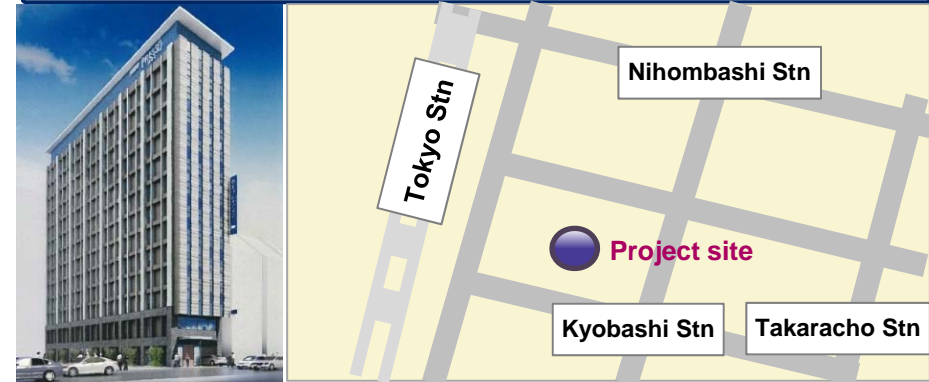 Nihombashi Stn
Tokyo Stn
Project site
Kyobashi Stn
Takaracho Stn